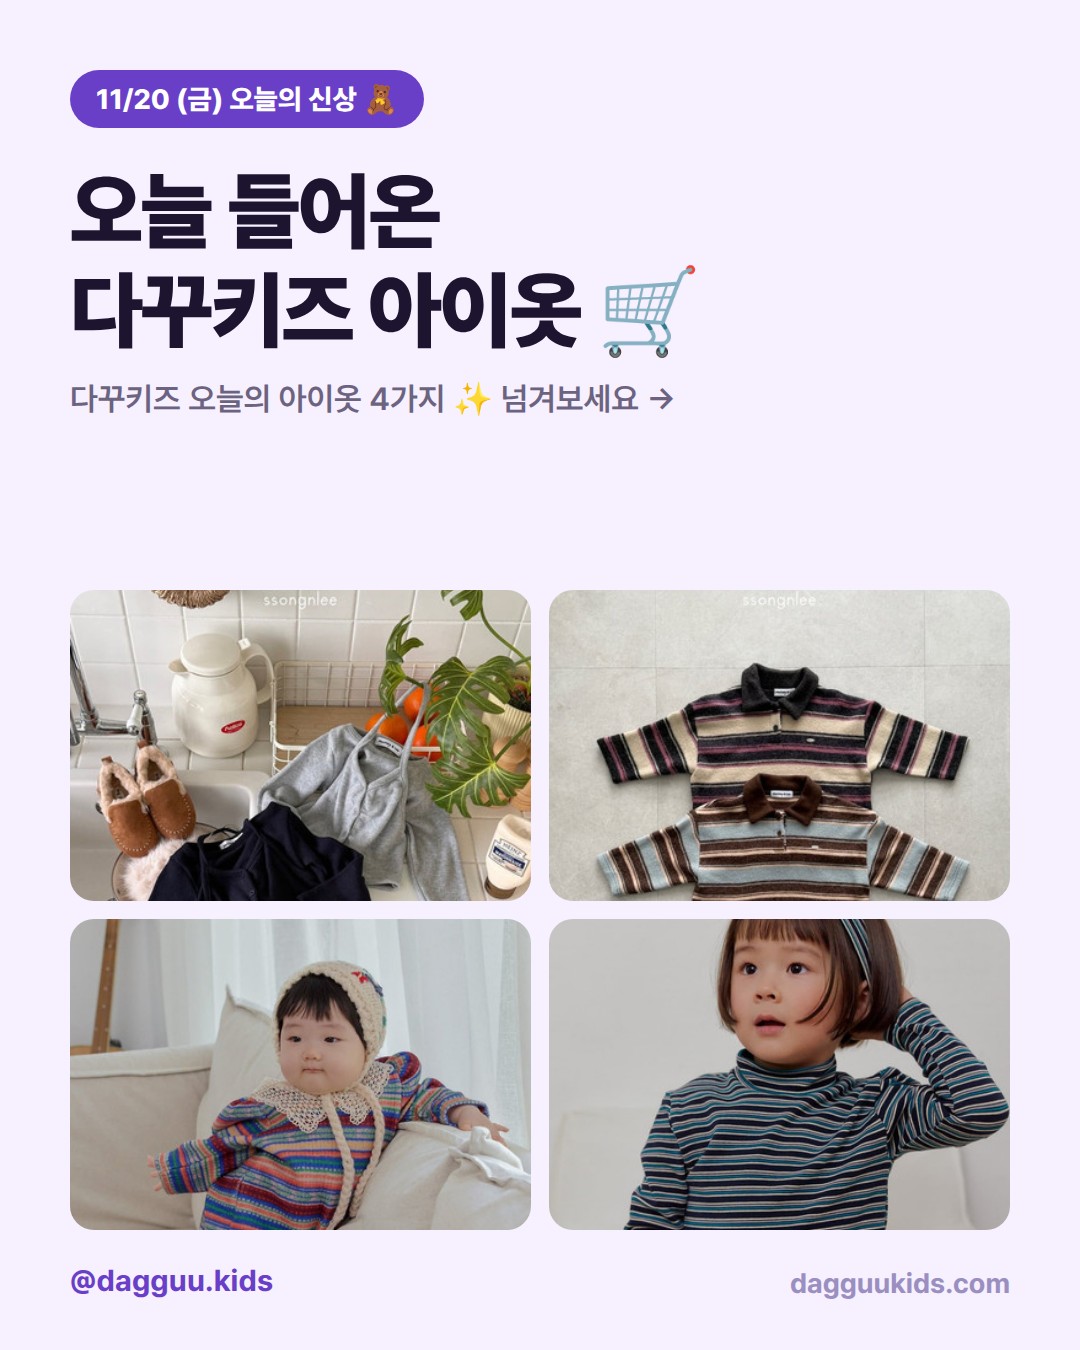 11/20 (금) 오늘의 신상 🧸
오늘 들어온
다꾸키즈 아이옷 🛒
다꾸키즈 오늘의 아이옷 4가지 ✨ 넘겨보세요 →
ssongnlee
ssongnlee
HEINZ
@dagguu.kids
dagguukids.com